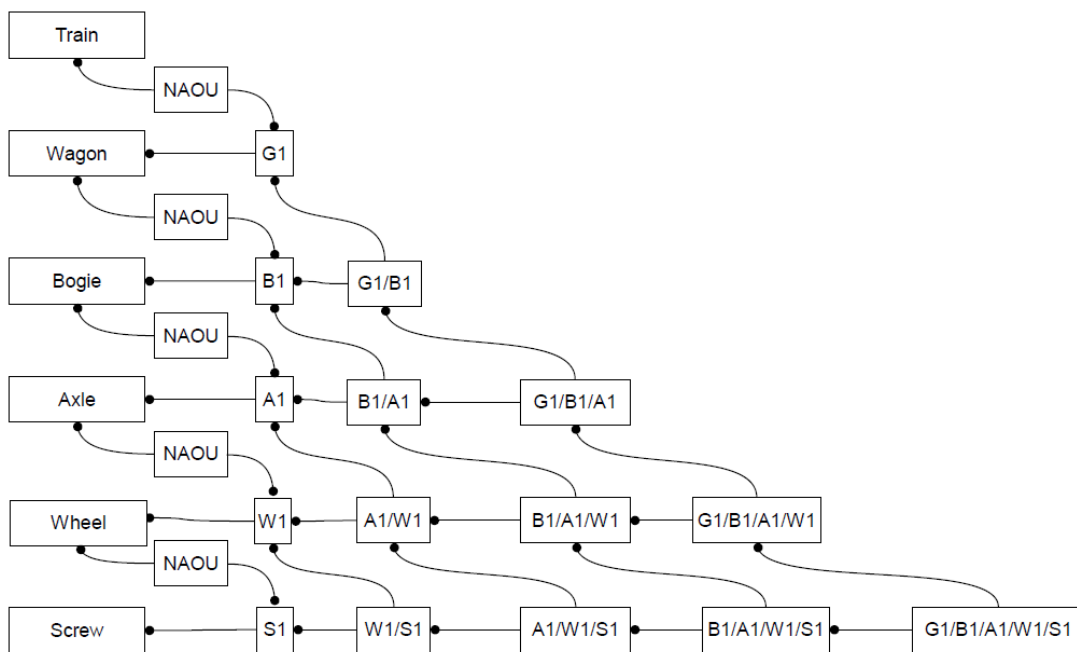 Train
NAOU
Wagon
G1
NAOU
Bogie
B1
G1/B1
NAOU
Axle
A1
B1/A1
G1/B1/A1
NAOU
Wheel
W1
A1/W1
B1/A1/W1
G1/B1/A1/W1
NAOU
Screw
S1
W1/S1
A1/W1/S1
B1/A1/W1/S1
G1/B1/A1/W1/S1